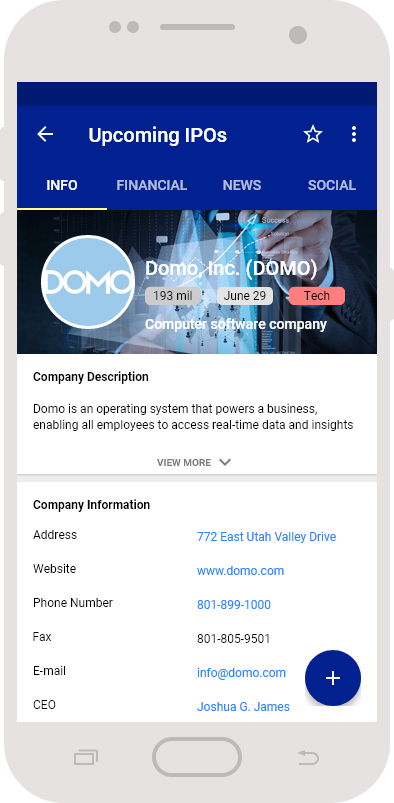 Upcoming IPOs
INFO FINANCIAL NEWS SOCIAL
Success
Solution
DOMO
Domo, Inc. (DOMO)
193 mil June 29 Tech
Computer software company
Company Description
Domo is an operating system that powers a business,
enabling all employees to access real-time data and insights
VIEW MORE
Company Information
Address 772 East Utah Valley Drive
Website www.domo.com
Phone Number 801-899-1000
Fax 801-805-9501
E-mail info@domo.com
CEO Joshua G. James